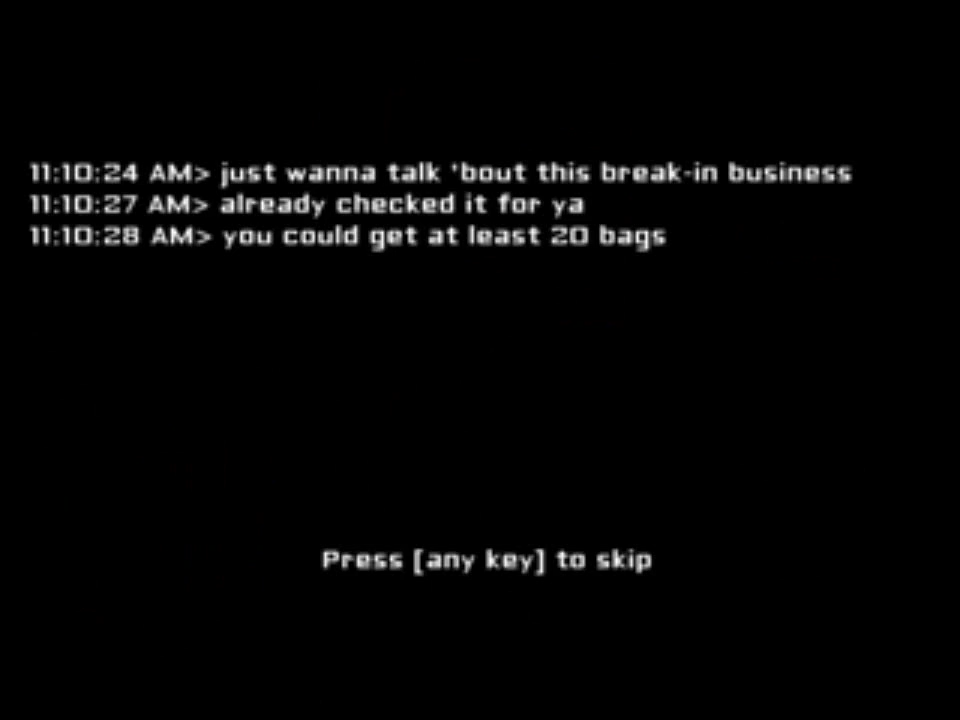 11:10:24 AM> just wanna talk 'bout this break-in business
11:10:27 AM> already checked it for ya
11:10:28 AM> you could get at least 20 bags
Press [any key] to skip